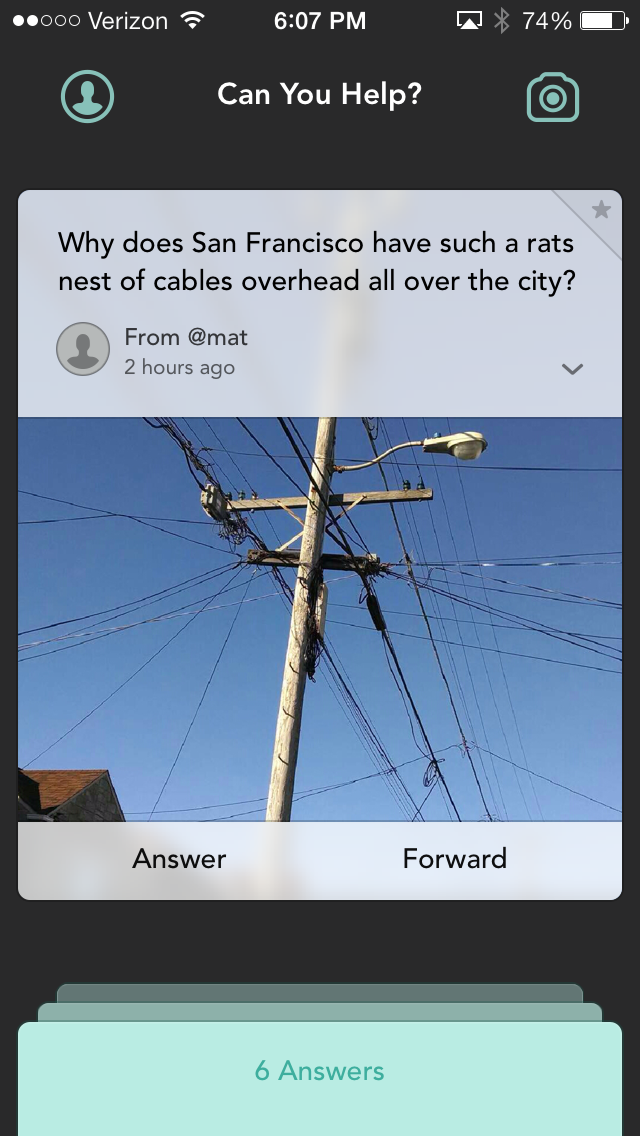 Verizon 6:07 PM 74%
Can You Help?
Why does San Francisco have such a rats
nest of cables overhead all over the city?
From @mat
2 hours ago
Answer Forward
6 Answers